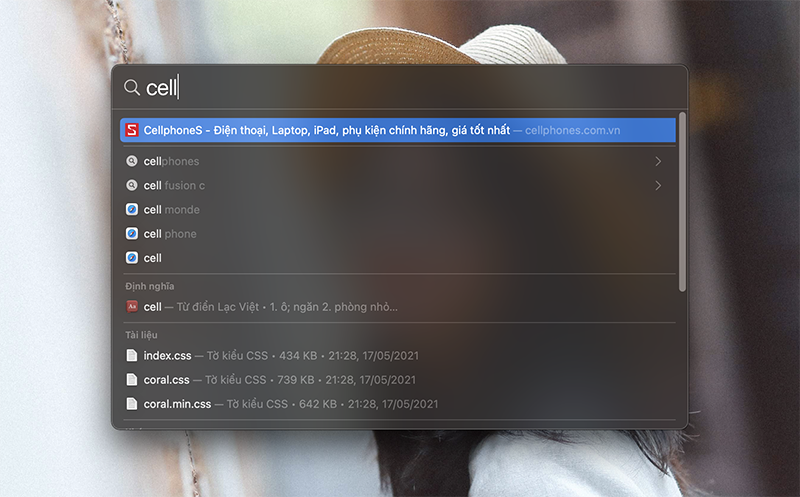 cell
CellphoneS - Điện thoại, Laptop, iPad, phụ kiện chính hãng, giá tốt nhất — cellphones.com.vn
cellphones
cell fusion c
cell monde
cell phone
cell
Định nghĩa
cell — Từ điển Lạc Việt • 1. ô; ngăn 2. phòng nhỏ...
Tài liệu
index.css — Tờ kiểu CSS • 434 KB • 21:28, 17/05/2021
coral.css — Tờ kiểu CSS • 739 KB • 21:28, 17/05/2021
coral.min.css — Tờ kiểu CSS • 642 KB • 21:28, 17/05/2021